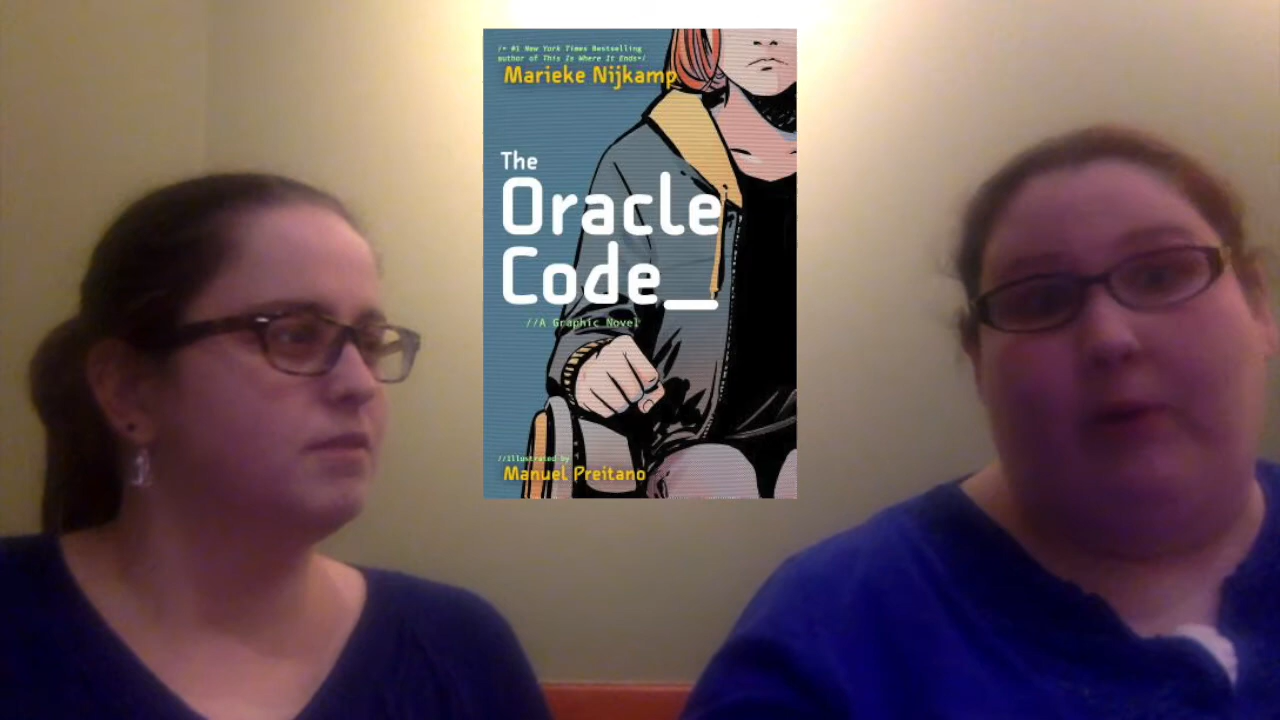 /* #1 New York Times Bestselling
author of This Is Where It Ends*/
Marieke Nijkamp
The
Oracle
Code_
//A Graphic Novel
//Illustrated by
Manuel Preitano